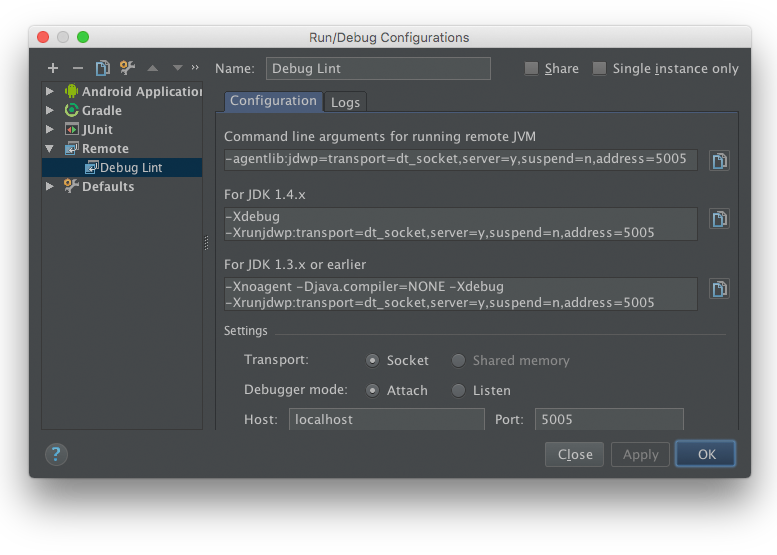 Run/Debug Configurations
Name: Debug Lint Share Single instance only
Android Application
Gradle
JUnit
Remote
Debug Lint
Defaults
Configuration Logs
Command line arguments for running remote JVM
-agentlib:jdwp=transport=dt_socket,server=y,suspend=n,address=5005
For JDK 1.4.x
-Xdebug
-Xrunjdwp:transport=dt_socket,server=y,suspend=n,address=5005
For JDK 1.3.x or earlier
-Xnoagent -Djava.compiler=NONE -Xdebug
-Xrunjdwp:transport=dt_socket,server=y,suspend=n,address=5005
Settings
Transport: Socket Shared memory
Debugger mode: Attach Listen
Host: localhost Port: 5005
? Close Apply OK